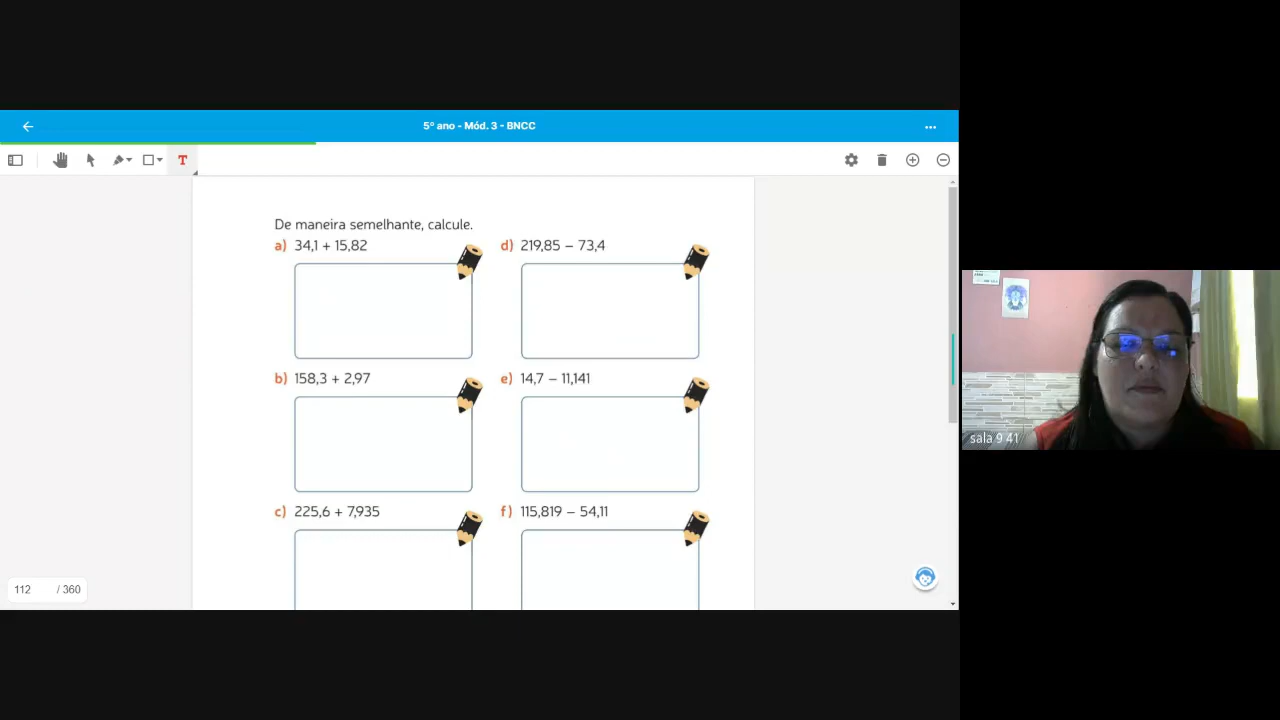 5º ano - Mód. 3 - BNCC
T
De maneira semelhante, calcule.
a) 34,1 + 15,82
d) 219,85 – 73,4
b) 158,3 + 2,97
e) 14,7 – 11,141
c) 225,6 + 7,935
f) 115,819 – 54,11
112 / 360
sala 9 41